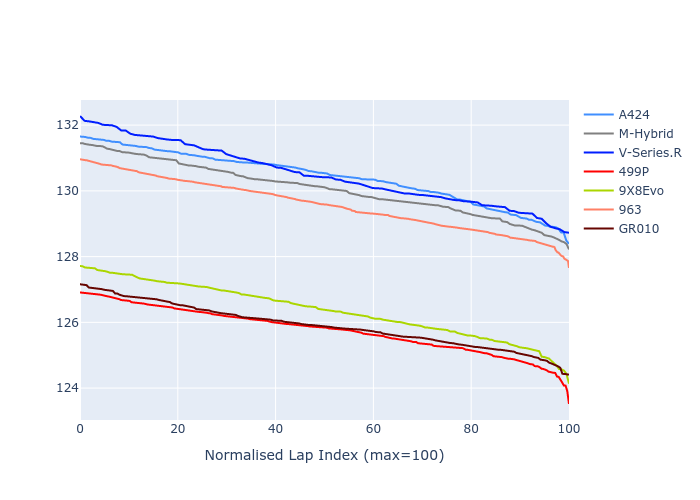 132
130
128
126
124
0 20 40 60 80 100
Normalised Lap Index (max=100)
A424
M-Hybrid
V-Series.R
499P
9X8Evo
963
GR010